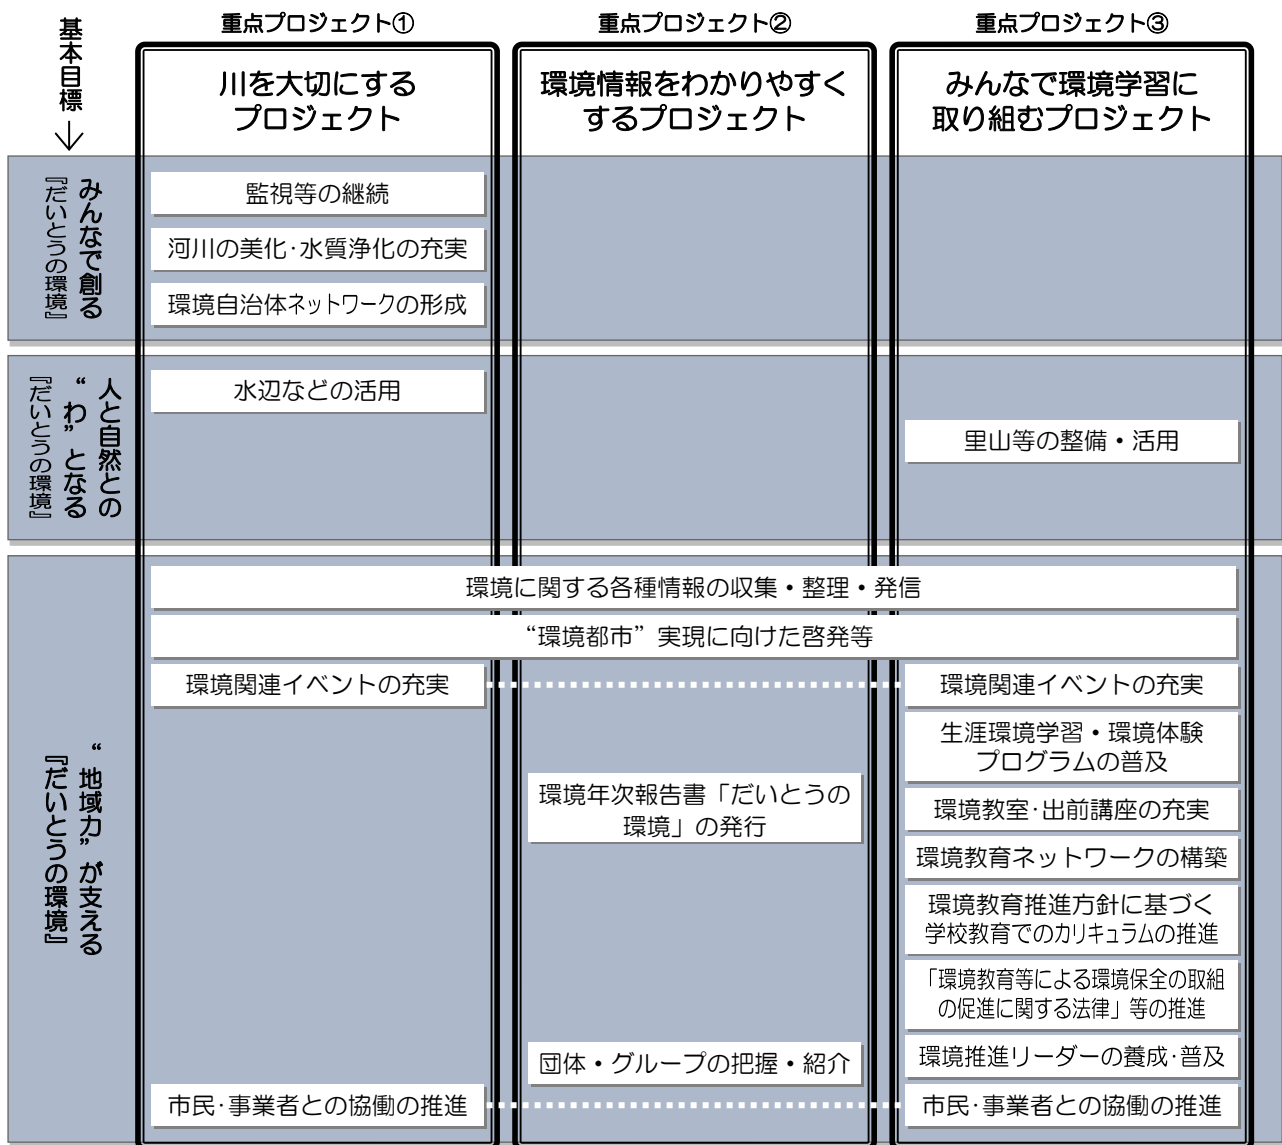 基本目標
↓
重点プロジェクト①
川を大切にする
プロジェクト
重点プロジェクト②
環境情報をわかりやすく
するプロジェクト
重点プロジェクト③
みんなで環境学習に
取り組むプロジェクト
みんなで創る
『だいとうの環境』
監視等の継続
河川の美化・水質浄化の充実
環境自治体ネットワークの形成
人と自然との
“わ”となる
『だいとうの環境』
水辺などの活用
里山等の整備・活用
“地域力”が支える
『だいとうの環境』
環境に関する各種情報の収集・整理・発信
“環境都市”実現に向けた啓発等
環境関連イベントの充実
環境関連イベントの充実
生涯環境学習・環境体験
プログラムの普及
環境年次報告書「だいとうの
環境」の発行
環境教室・出前講座の充実
環境教育ネットワークの構築
環境教育推進方針に基づく
学校教育でのカリキュラムの推進
「環境教育等による環境保全の取組
の促進に関する法律」等の推進
団体・グループの把握・紹介
環境推進リーダーの養成・普及
市民・事業者との協働の推進
市民・事業者との協働の推進